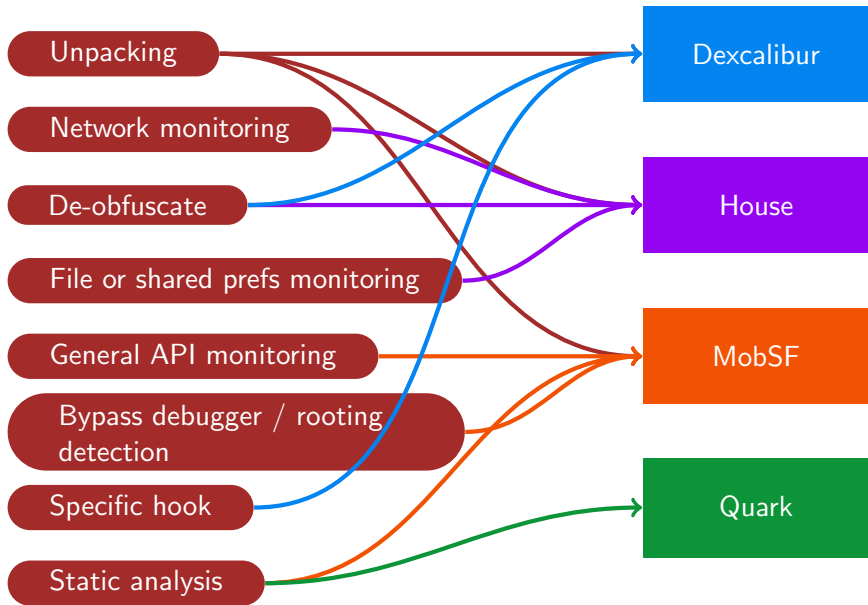 Unpacking
Network monitoring
De-obfuscate
File or shared prefs monitoring
General API monitoring
Bypass debugger / rooting
detection
Specific hook
Static analysis
Dexcalibur
House
MobSF
Quark